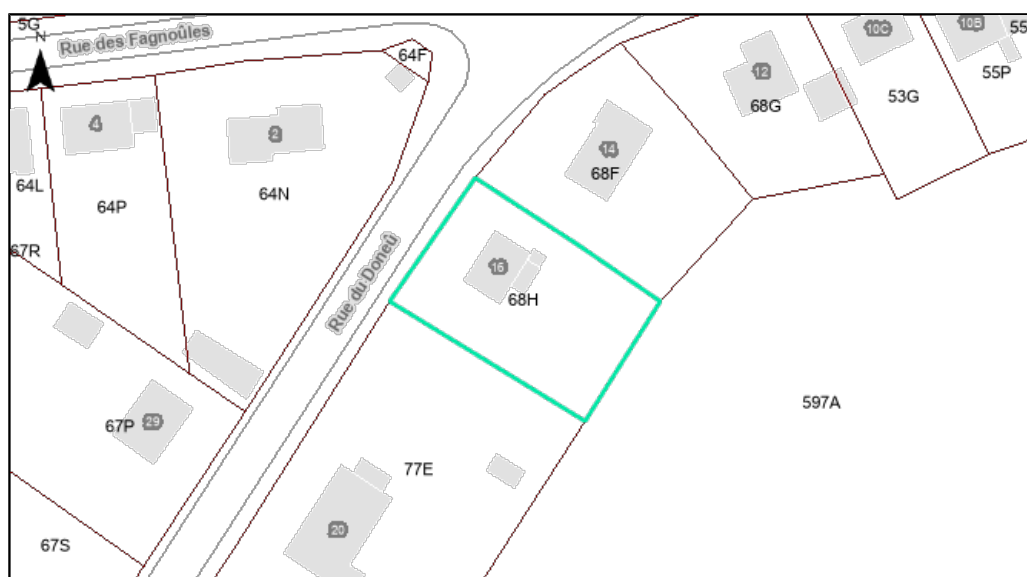 5G
N
Rue des Fagnoûles
64F
10C
10B
55
55P
12
68G
53G
4
2
14
68F
64L
64P
64N
67R
Rue du Doneû
16
68H
597A
67P
29
77E
20
67S